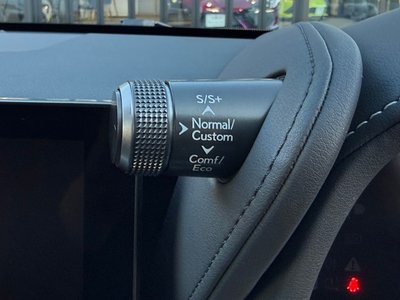 S/S+
Normal/
Custom
Comf/
Eco